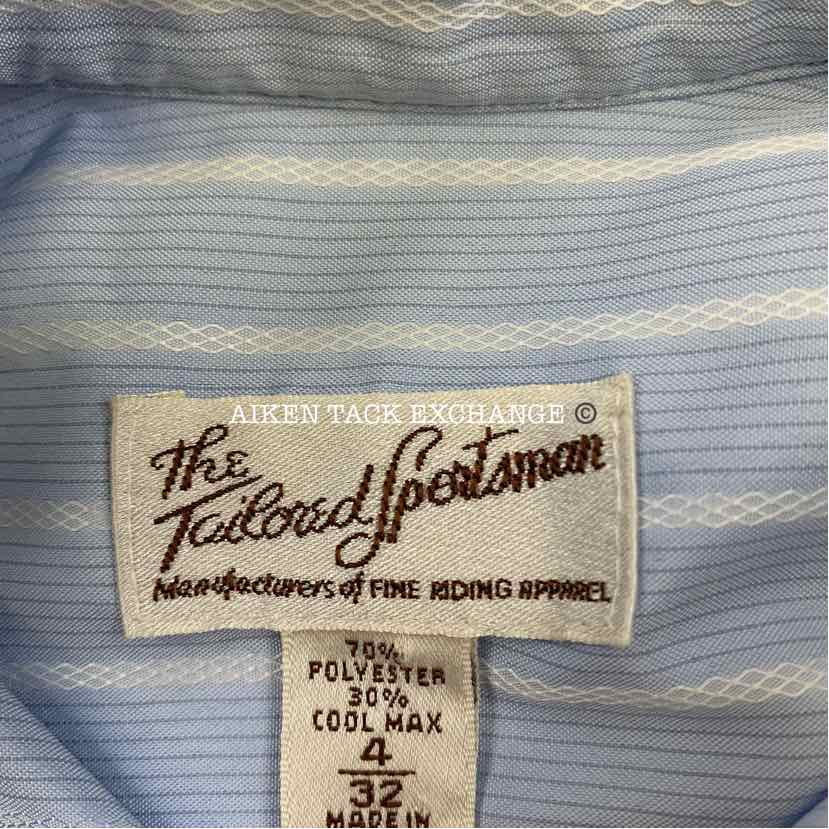 AIKEN TACK EXCHANGE ©
The
Tailored Sportsman
Manufacturers of FINE RIDING APPAREL
70%
POLYESTER
30%
COOL MAX
4
32
MADE IN